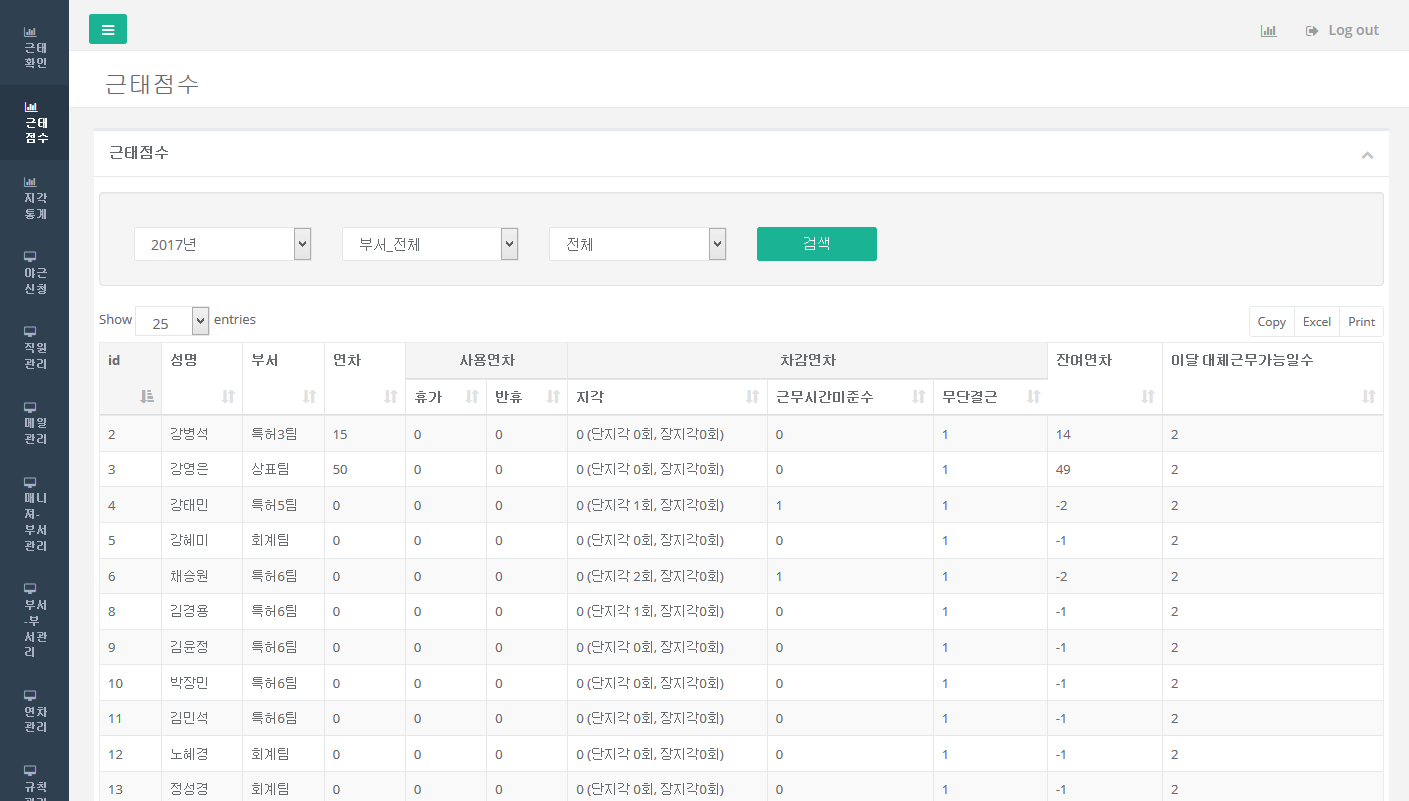 근태
확인
근태
점수
지각
통계
야근
신청
직원
관리
메일
관리
매니
저-
부서
관리
부서
-부
서관
리
연차
관리
규칙
Log out
근태점수
근태점수
2017년 부서_전체 전체 검색
Show 25 entries Copy Excel Print
id 성명 부서 연차 사용연차 차감연차 잔여연차 이달 대체근무가능일수
휴가 반휴 지각 근무시간미준수 무단결근
2 강병석 특허3팀 15 0 0 0 (단지각 0회, 장지각0회) 0 1 14 2
3 강영은 상표팀 50 0 0 0 (단지각 0회, 장지각0회) 0 1 49 2
4 강태민 특허5팀 0 0 0 0 (단지각 1회, 장지각0회) 1 1 -2 2
5 강혜미 회계팀 0 0 0 0 (단지각 0회, 장지각0회) 0 1 -1 2
6 채승원 특허6팀 0 0 0 0 (단지각 2회, 장지각0회) 1 1 -2 2
8 김경용 특허6팀 0 0 0 0 (단지각 1회, 장지각0회) 0 1 -1 2
9 김윤정 특허6팀 0 0 0 0 (단지각 0회, 장지각0회) 0 1 -1 2
10 박장민 특허6팀 0 0 0 0 (단지각 0회, 장지각0회) 0 1 -1 2
11 김민석 특허6팀 0 0 0 0 (단지각 0회, 장지각0회) 0 1 -1 2
12 노혜경 회계팀 0 0 0 0 (단지각 0회, 장지각0회) 0 1 -1 2
13 정성경 회계팀 0 0 0 0 (단지각 0회, 장지각0회) 0 1 -1 2